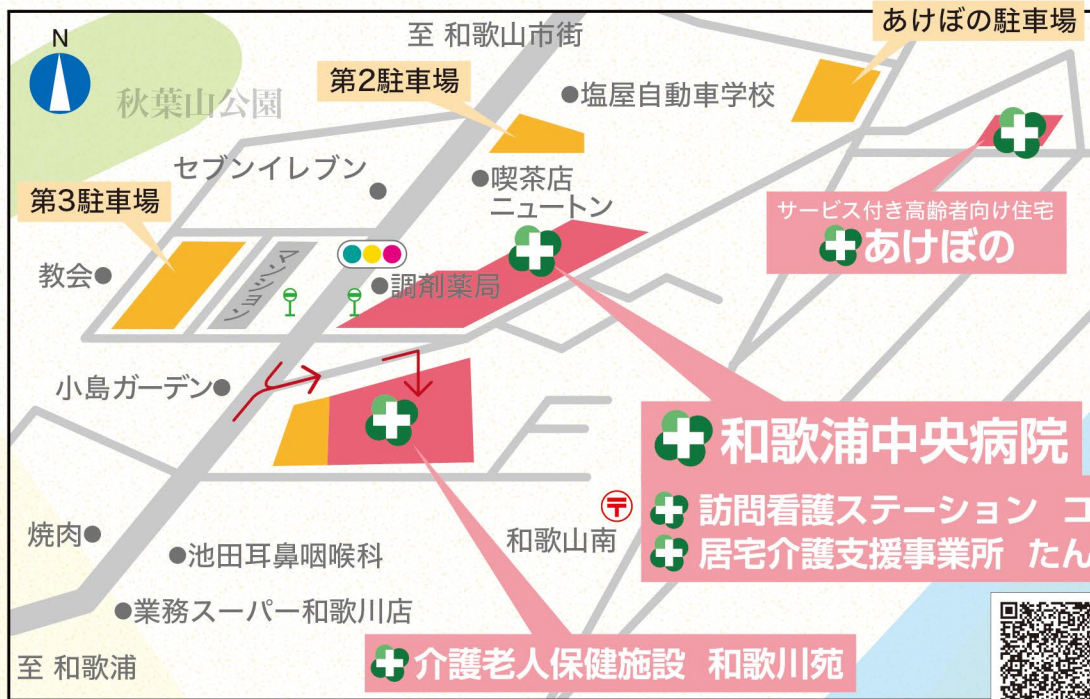 N
至 和歌山市街
あけぼの駐車場
秋葉山公園
第2駐車場
塩屋自動車学校
セブンイレブン
喫茶店
ニュートン
第3駐車場
サービス付き高齢者向け住宅
あけぼの
教会
マンション
調剤薬局
小島ガーデン
和歌浦中央病院
訪問看護ステーション コ
居宅介護支援事業所 たん
焼肉
池田耳鼻咽喉科
和歌山南
業務スーパー和歌川店
至 和歌浦
介護老人保健施設 和歌川苑